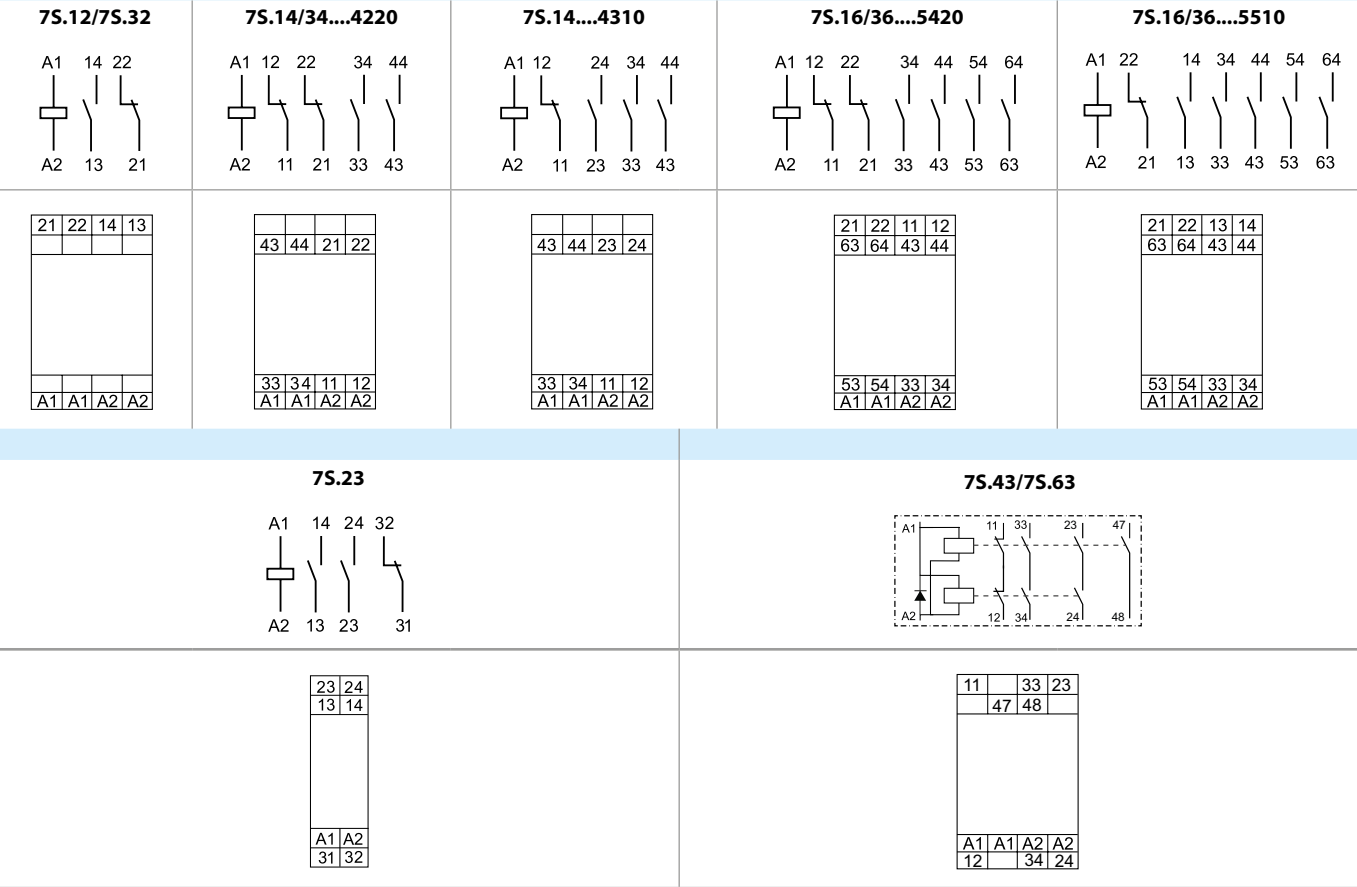 7S.12/7S.32
A1 14 22
A2 13 21
21 22 14 13
A1 A1 A2 A2
7S.14/34....4220
A1 12 22 34 44
A2 11 21 33 43
43 44 21 22
33 34 11 12
A1 A1 A2 A2
7S.14....4310
A1 12 24 34 44
A2 11 23 33 43
43 44 23 24
33 34 11 12
A1 A1 A2 A2
7S.16/36....5420
A1 12 22 34 44 54 64
A2 11 21 33 43 53 63
21 22 11 12
63 64 43 44
53 54 33 34
A1 A1 A2 A2
7S.16/36....5510
A1 22 14 34 44 54 64
A2 21 13 33 43 53 63
21 22 13 14
63 64 43 44
53 54 33 34
A1 A1 A2 A2
7S.23
A1 14 24 32
A2 13 23 31
23 24
13 14
A1 A2
31 32
7S.43/7S.63
A1 11 33 23 47
A2 12 34 24 48
11 33 23
47 48
A1 A1 A2 A2
12 34 24